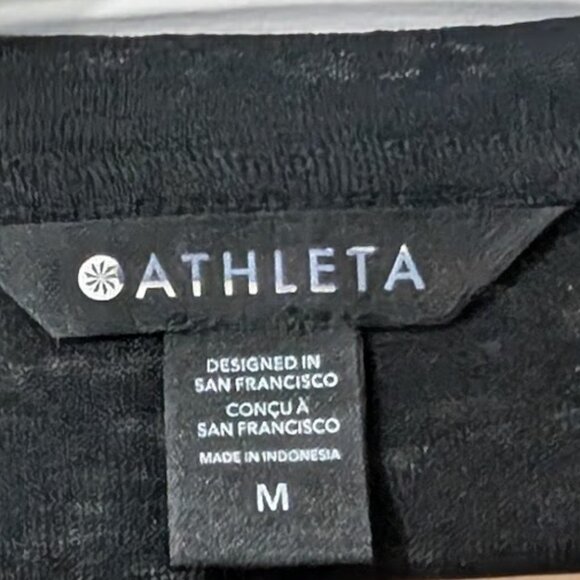 ATHLETA
DESIGNED IN
SAN FRANCISCO
CONÇU À
SAN FRANCISCO
MADE IN INDONESIA
M